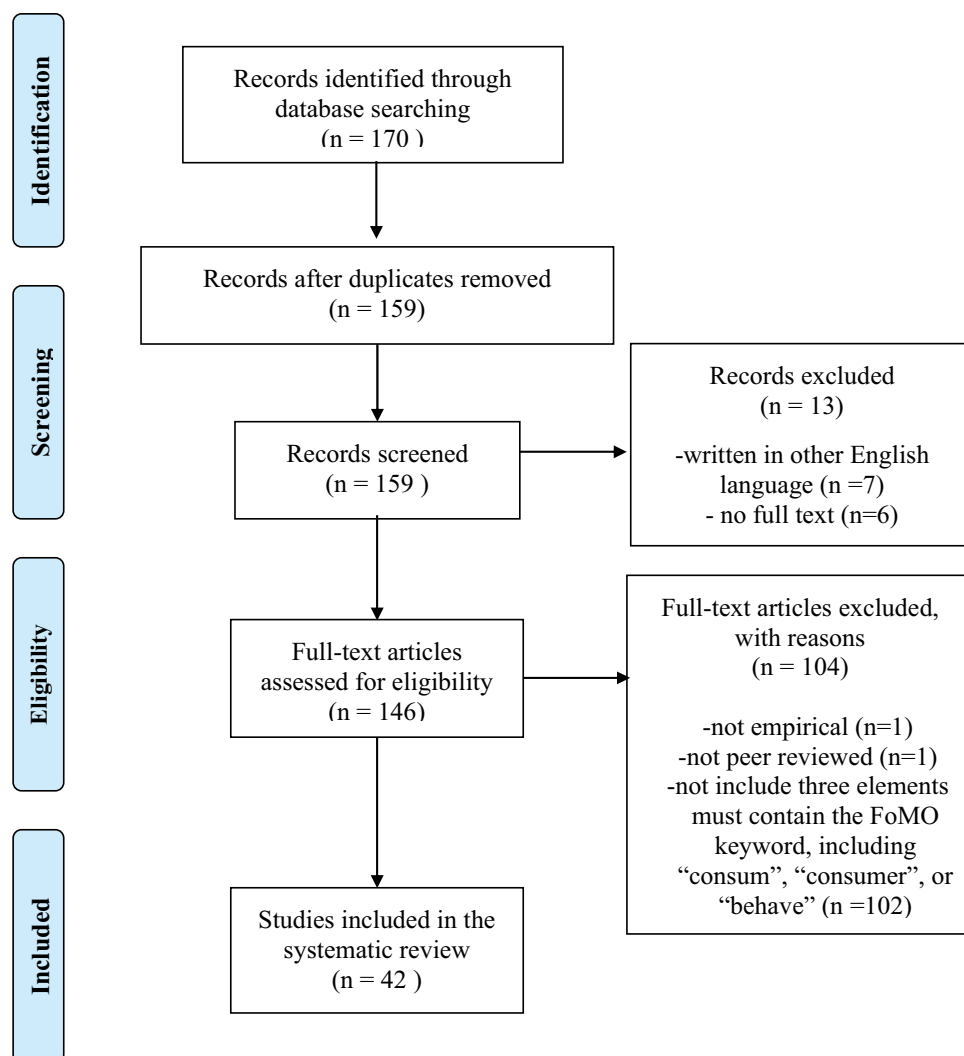 Identification
Records identified through
database searching
(n = 170 )
Records after duplicates removed
(n = 159)
Screening
Records screened
(n = 159 )
Records excluded
(n = 13)
-written in other English
language (n =7)
- no full text (n=6)
Eligibility
Full-text articles
assessed for eligibility
(n = 146)
Full-text articles excluded,
with reasons
(n = 104)
-not empirical (n=1)
-not peer reviewed (n=1)
-not include three elements
must contain the FoMO
keyword, including
“consum”, “consumer”, or
“behave” (n =102)
Included
Studies included in the
systematic review
(n = 42 )